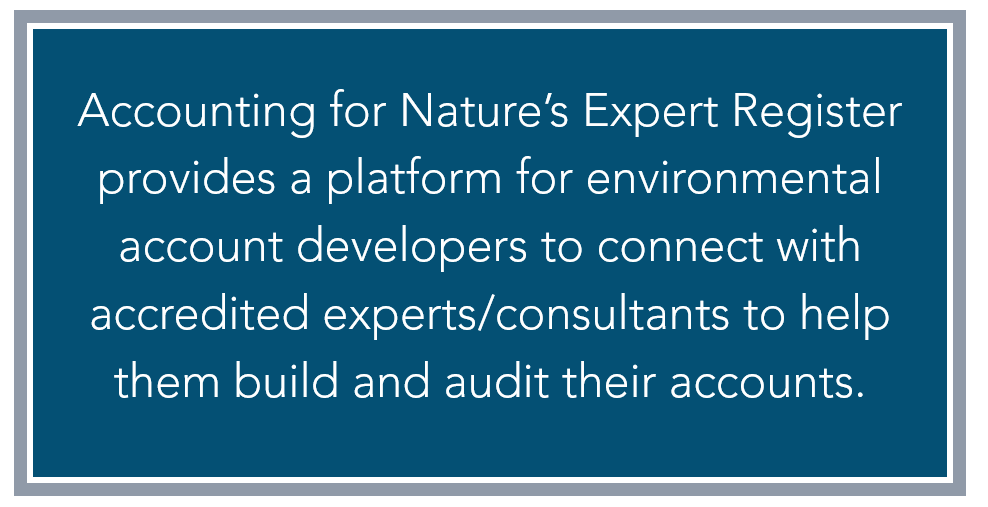 Accounting for Nature’s Expert Register
provides a platform for environmental
account developers to connect with
accredited experts/consultants to help
them build and audit their accounts.